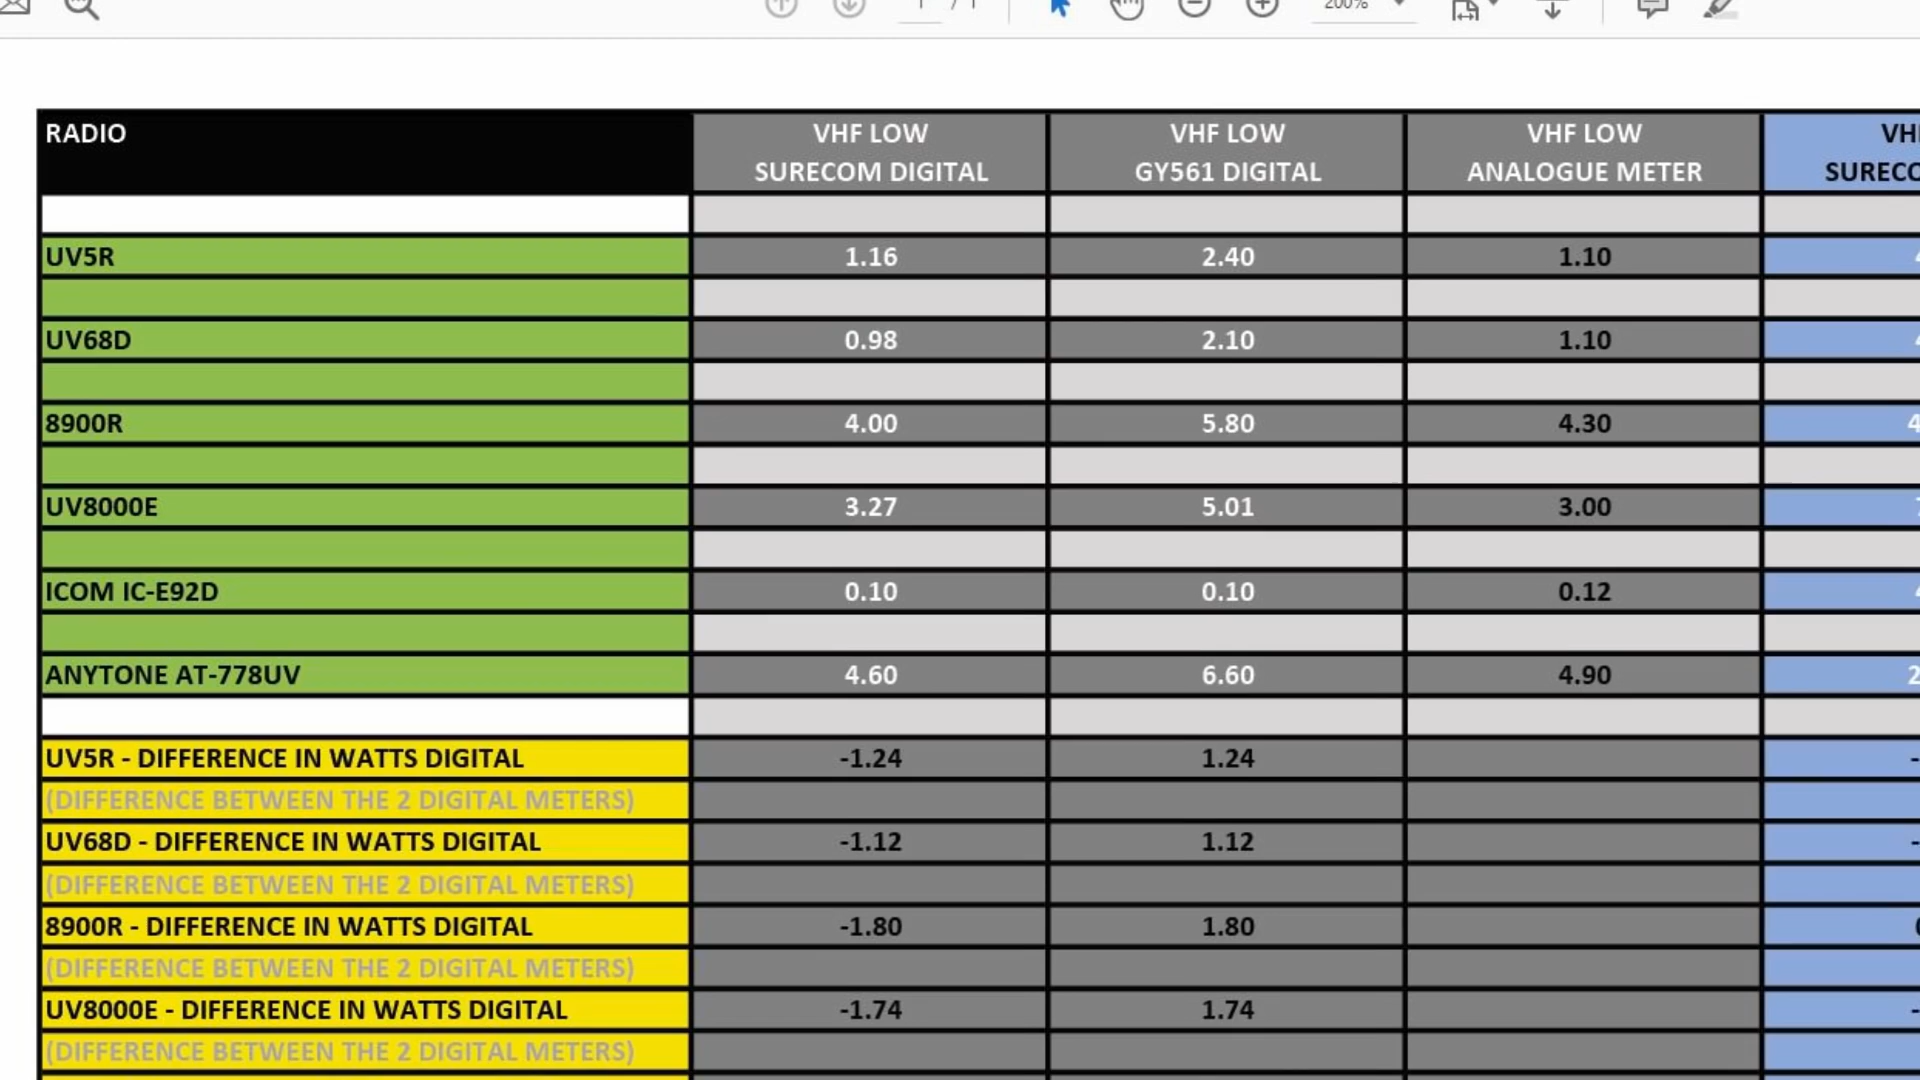 200%
RADIO
VHF LOW
SURECOM DIGITAL
VHF LOW
GY561 DIGITAL
VHF LOW
ANALOGUE METER
UV5R 1.16 2.40 1.10
UV68D 0.98 2.10 1.10
8900R 4.00 5.80 4.30
UV8000E 3.27 5.01 3.00
ICOM IC-E92D 0.10 0.10 0.12
ANYTONE AT-778UV 4.60 6.60 4.90
UV5R - DIFFERENCE IN WATTS DIGITAL -1.24 1.24
(DIFFERENCE BETWEEN THE 2 DIGITAL METERS)
UV68D - DIFFERENCE IN WATTS DIGITAL -1.12 1.12
(DIFFERENCE BETWEEN THE 2 DIGITAL METERS)
8900R - DIFFERENCE IN WATTS DIGITAL -1.80 1.80
(DIFFERENCE BETWEEN THE 2 DIGITAL METERS)
UV8000E - DIFFERENCE IN WATTS DIGITAL -1.74 1.74
(DIFFERENCE BETWEEN THE 2 DIGITAL METERS)